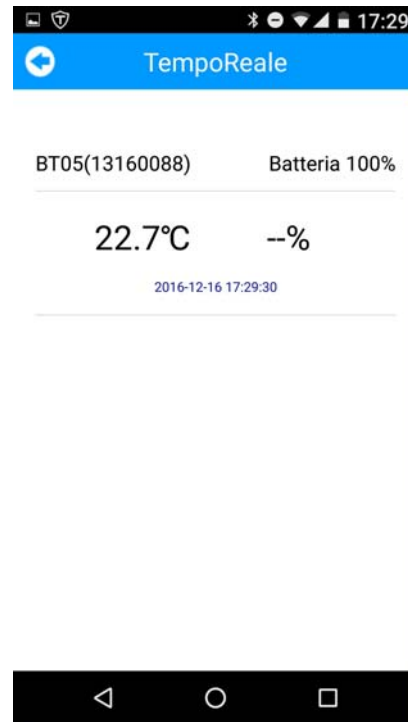 17:29
TempoReale
BT05(13160088) Batteria 100%
22.7℃ --%
2016-12-16 17:29:30